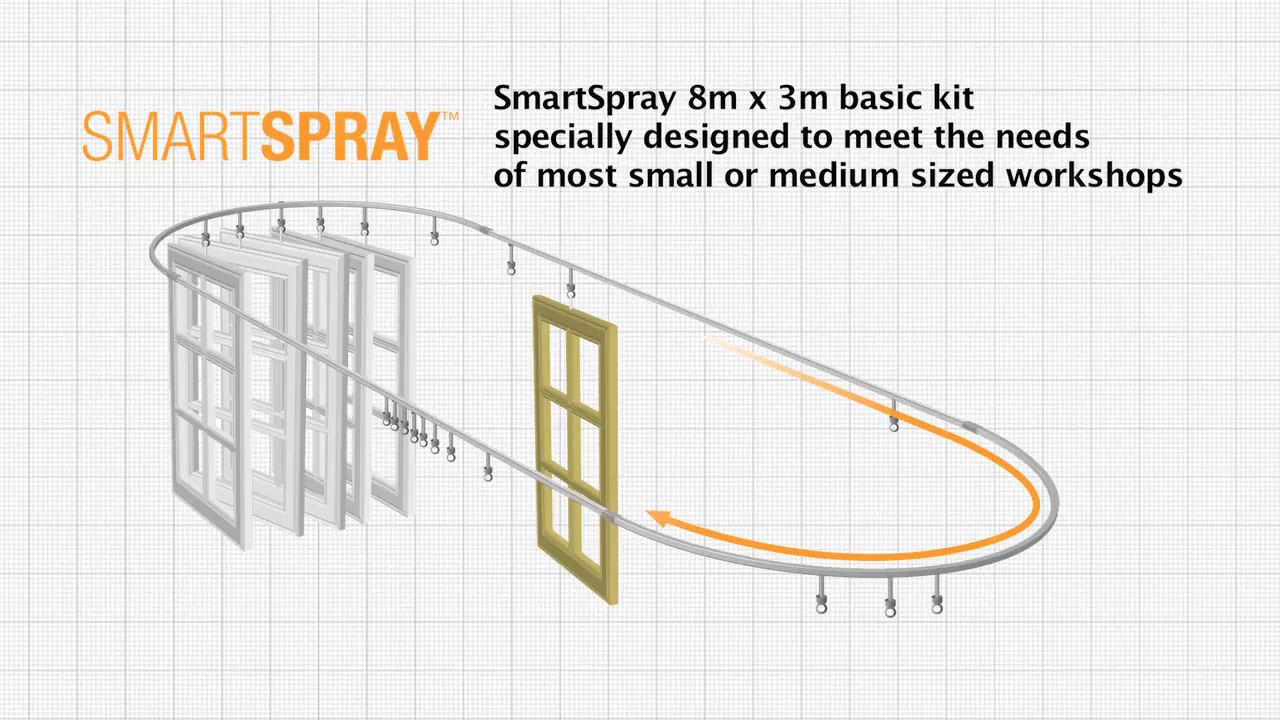 SMARTSPRAY™
SmartSpray 8m x 3m basic kit
specially designed to meet the needs
of most small or medium sized workshops